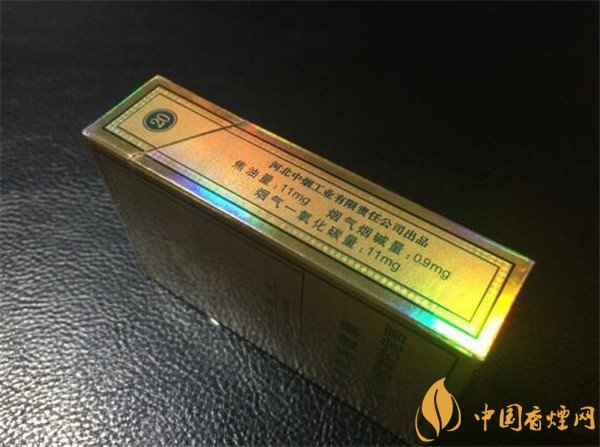 20
河北中烟工业有限责任公司出品
焦油量:11mg 烟气烟碱量:0.9mg
烟气一氧化碳量:11mg
中国香煙网